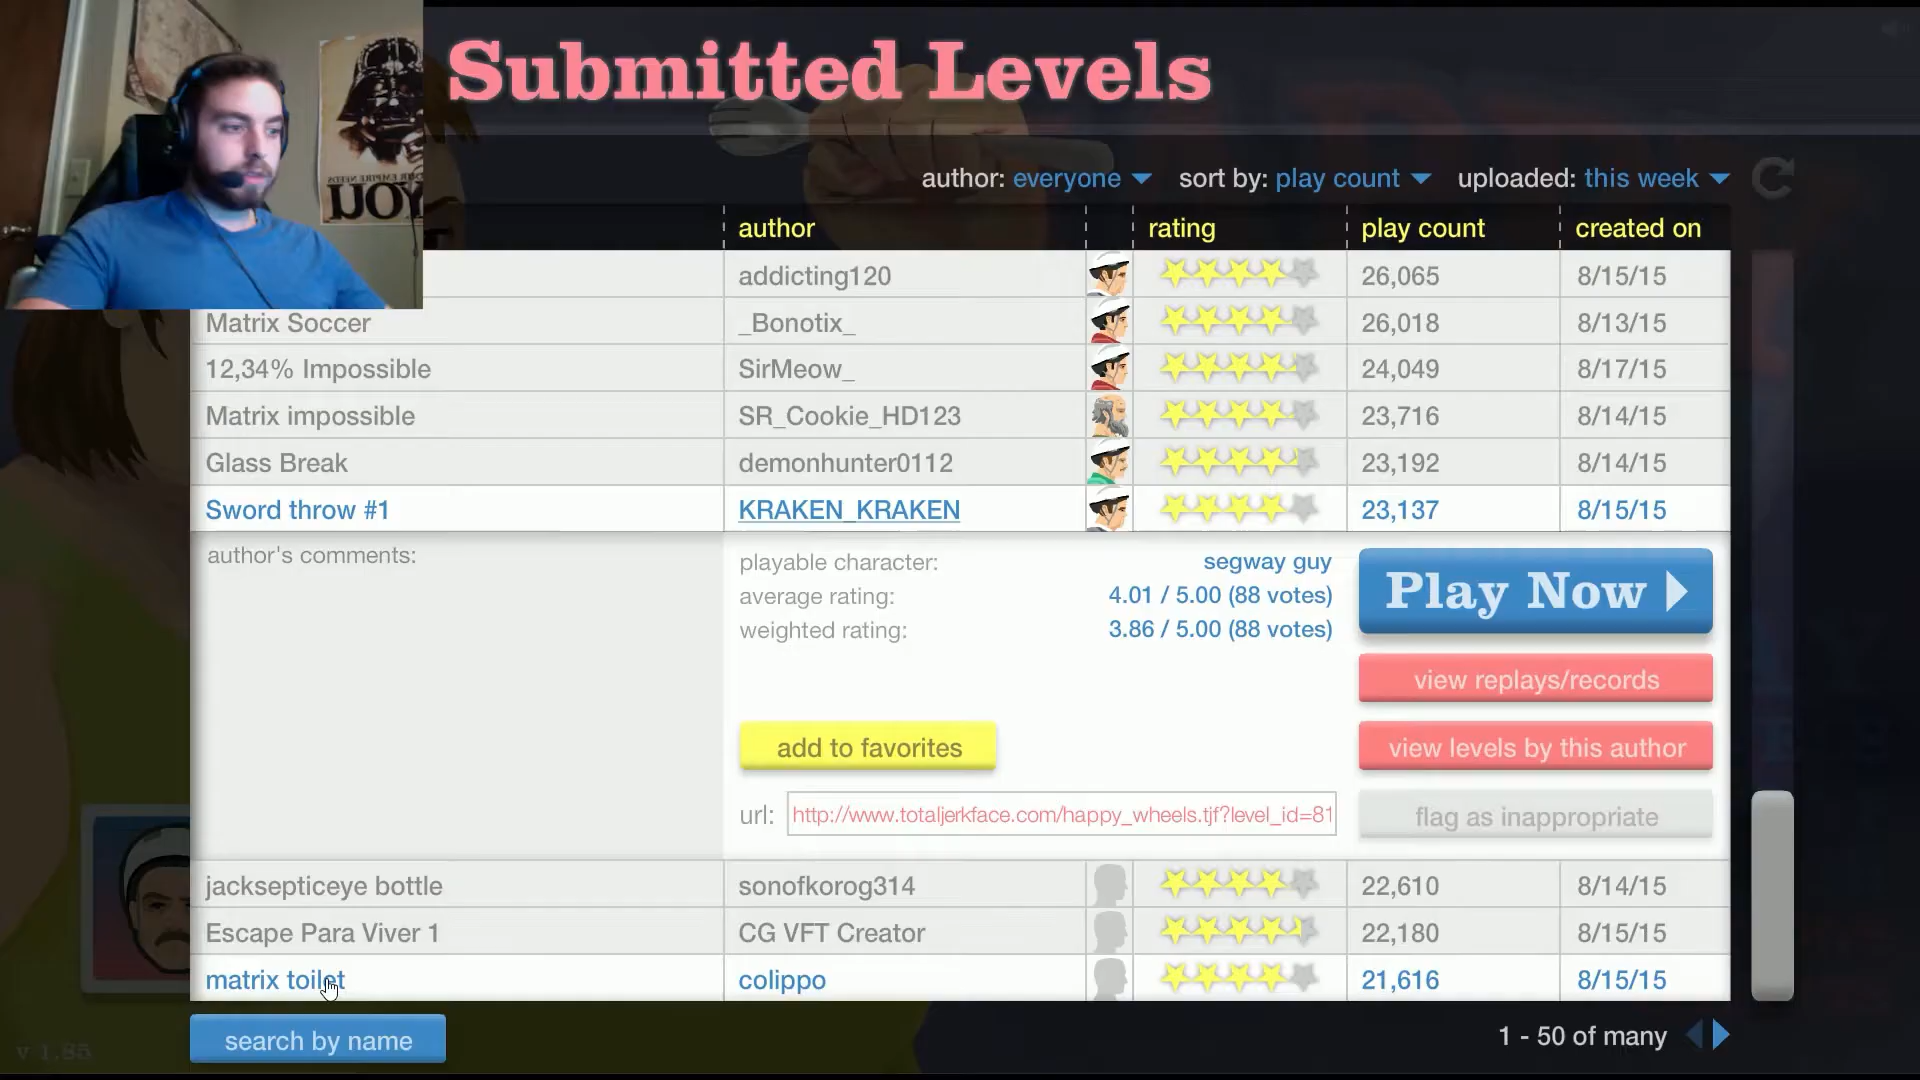 Submitted Levels
author: everyone sort by: play count uploaded: this week
author rating play count created on
addicting120 26,065 8/15/15
Matrix Soccer _Bonotix_ 26,018 8/13/15
12,34% Impossible SirMeow_ 24,049 8/17/15
Matrix impossible SR_Cookie_HD123 23,716 8/14/15
Glass Break demonhunter0112 23,192 8/14/15
Sword throw #1 KRAKEN_KRAKEN 23,137 8/15/15
author's comments:
playable character: segway guy
average rating: 4.01 / 5.00 (88 votes)
weighted rating: 3.86 / 5.00 (88 votes)
Play Now
view replays/records
add to favorites
view levels by this author
url: http://www.totaljerkface.com/happy_wheels.tjf?level_id=81
flag as inappropriate
jacksepticeye bottle sonofkorog314 22,610 8/14/15
Escape Para Viver 1 CG VFT Creator 22,180 8/15/15
matrix toilet colippo 21,616 8/15/15
search by name
1 - 50 of many
v 1.85
YOU